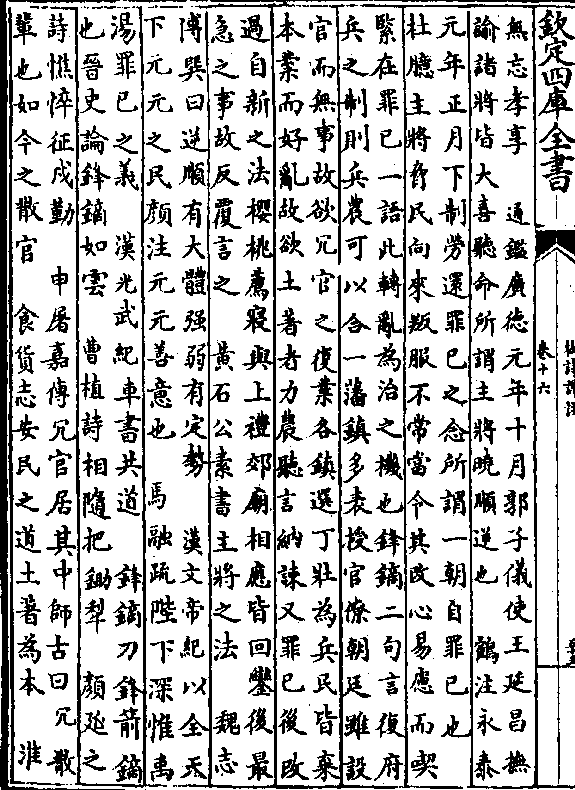 欽定四庫全書
卷十六
無忘孝享　通鑑廣德元年十月郭子儀使王延昌撫
諭諸將皆大喜聽命所謂主將曉順逆也　鶴注永泰
元年正月下制勞還罪已之念所謂一朝自罪已也
杜臆主將脅民向來叛服不常當令其改心易應而喫
緊在罪已一語此轉亂為治之機也鋒鏑二句言復府
兵之制則兵農可以合一藩鎮多表授官僚朝廷雖設
官而無事故欲冗官之復業各鎮選丁壯為兵民皆棄
本業而好亂故欲土著者力農聽言納諫又罪已後改
過自新之法櫻桃薦寢與上禮郊廟相應皆回鑾後最
急之事故反覆言之　黄石公素書主將之法　魏志
傅巽曰逆順有大體强弱有定勢　漢文帝紀以全天
下元元之民顔注元元善意也　馬融疏陛下深惟禹
湯罪已之義　漢光武紀車書共道　鋒鏑刀鋒箭鏑
也晉史論鋒鏑如雲　曹植詩相隨把鋤犁　顔延之
詩憔悴征戍勤　申屠嘉傳冗官居其中師古曰冗散
輩也如今之散官　食貨志安民之道土著為本　淮